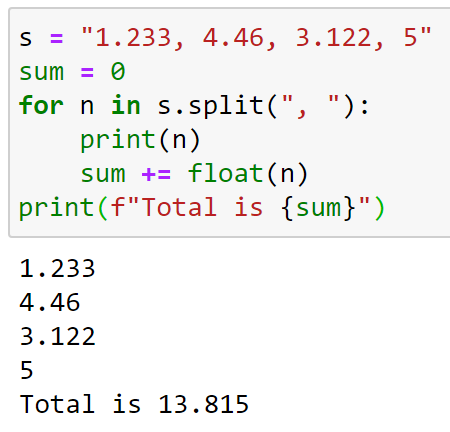 s = "1.233, 4.46, 3.122, 5"
sum = 0
for n in s.split(", "):
    print(n)
    sum += float(n)
print(f"Total is {sum}")
1.233
4.46
3.122
5
Total is 13.815